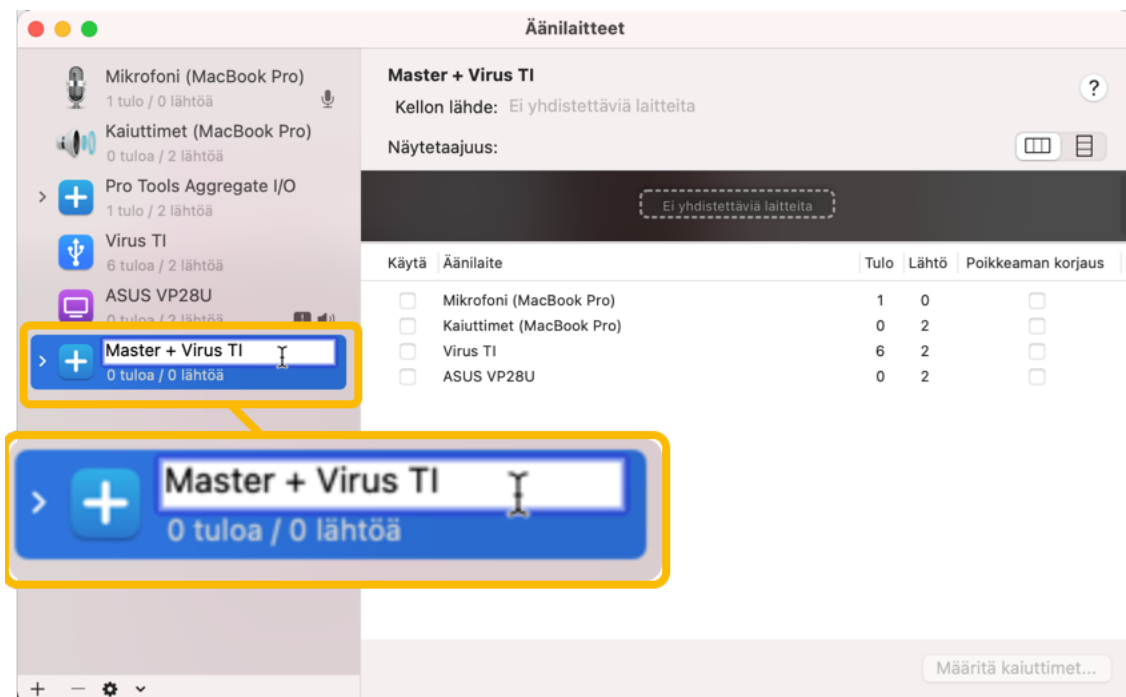 Äänilaitteet
Mikrofoni (MacBook Pro)
1 tulo / 0 lähtöä
Kaiuttimet (MacBook Pro)
0 tuloa / 2 lähtöä
Pro Tools Aggregate I/O
1 tulo / 2 lähtöä
Virus TI
6 tuloa / 2 lähtöä
ASUS VP28U
0 tuloa / 2 lähtöä
Master + Virus TI
0 tuloa / 0 lähtöä
Master + Virus TI
0 tuloa / 0 lähtöä
Master + Virus TI
?
Kellon lähde: Ei yhdistettäviä laitteita
Näytetaajuus:
Ei yhdistettäviä laitteita
Käytä Äänilaite Tulo Lähtö Poikkeaman korjaus
Mikrofoni (MacBook Pro) 1 0
Kaiuttimet (MacBook Pro) 0 2
Virus TI 6 2
ASUS VP28U 0 2
Määritä kaiuttimet...